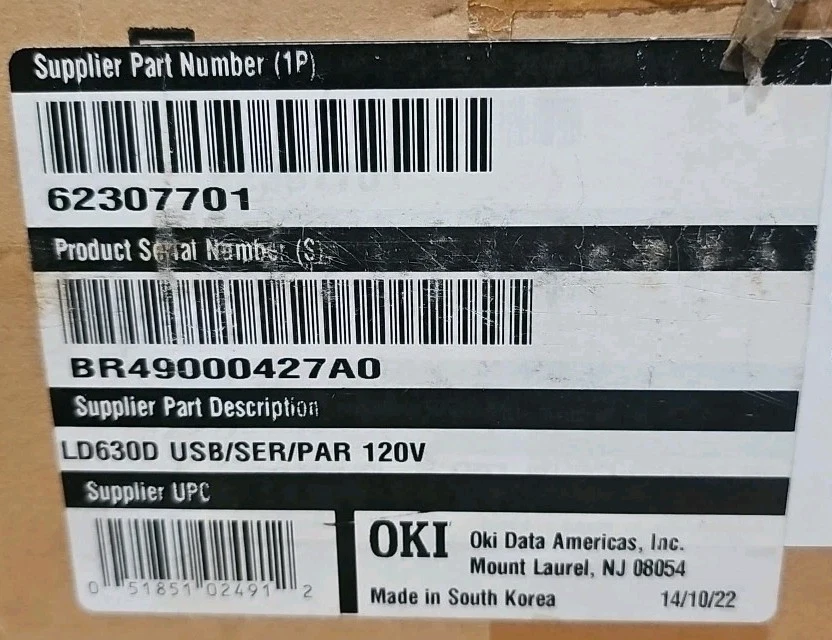 Supplier Part Number (1P)
62307701
Product Serial Number (S)
BR49000427A0
Supplier Part Description
LD630D USB/SER/PAR 120V
Supplier UPC
0 51851 02491 2
OKI Oki Data Americas, Inc.
Mount Laurel, NJ 08054
Made in South Korea 14/10/22